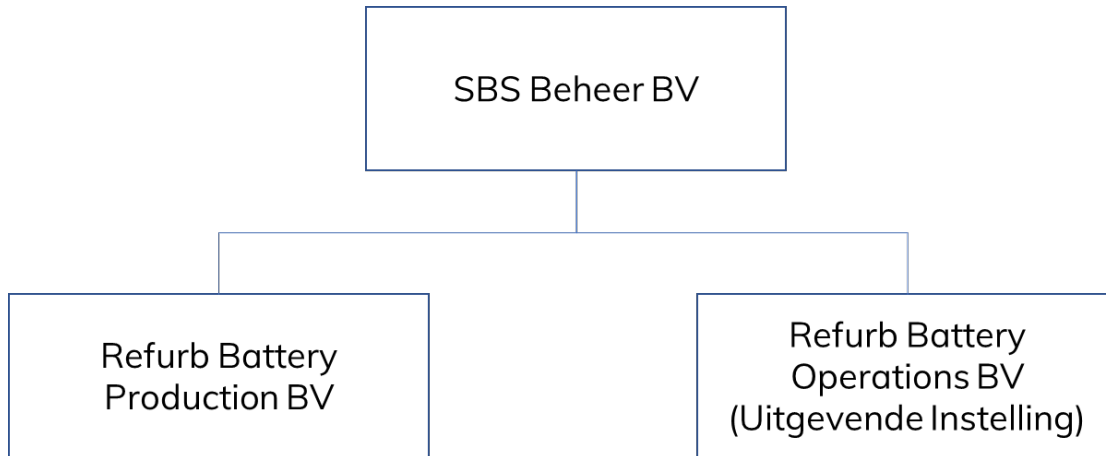 SBS Beheer BV
Refurb Battery
Production BV
Refurb Battery
Operations BV
(Uitgevende Instelling)